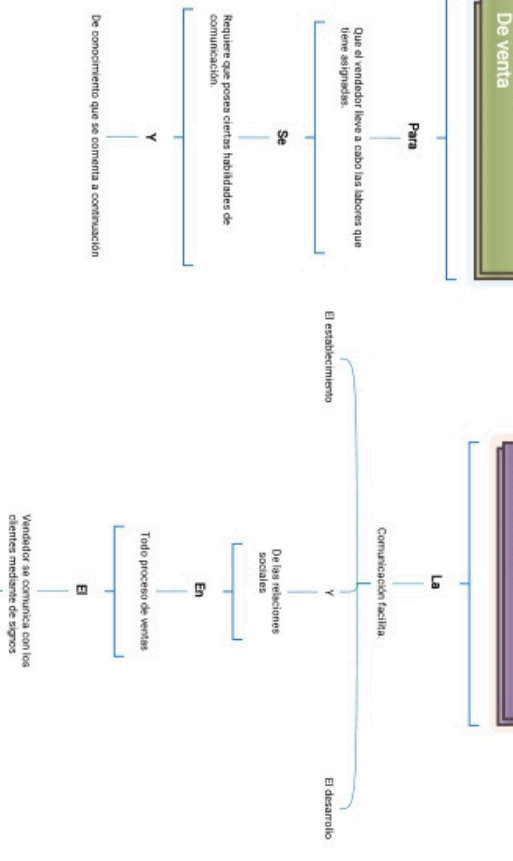 De venta
Para
Que el vendedor lleve a cabo las labores que
tiene asignadas.
Se
Requiere que posea ciertas habilidades de
comunicación.
Y
De conocimiento que se comenta a continuación
La
Comunicación facilita.
El establecimiento
Y
El desarrollo
De las relaciones
sociales
En
Todo proceso de ventas
El
Vendedor se comunica con los
clientes mediante de signos